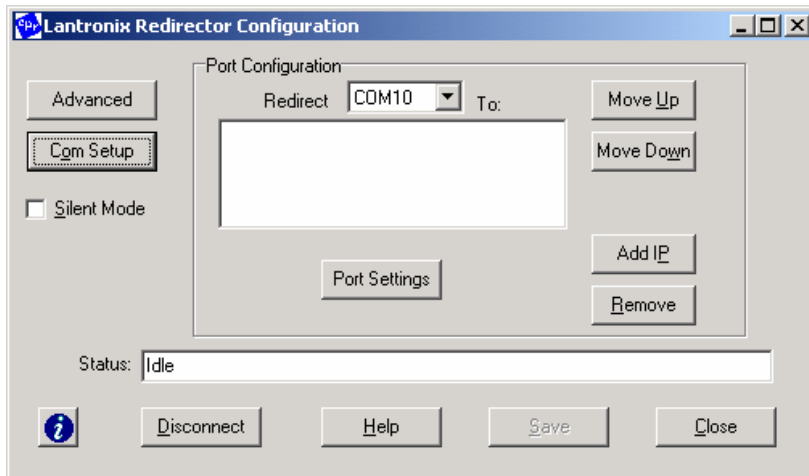 cpr Lantronix Redirector Configuration
Port Configuration
Advanced
Redirect COM10 To:
Move Up
Com Setup
Move Down
Silent Mode
Add IP
Port Settings
Remove
Status: Idle
i Disconnect Help Save Close